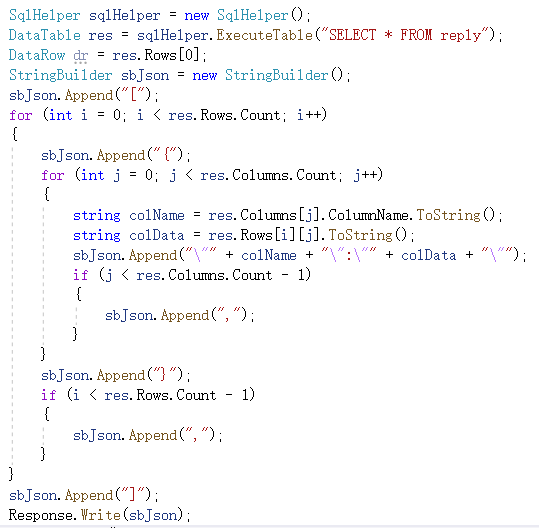 SqlHelper sqlHelper = new SqlHelper();
DataTable res = sqlHelper.ExecuteTable("SELECT * FROM reply");
DataRow dr = res.Rows[0];
StringBuilder sbJson = new StringBuilder();
sbJson.Append("[");
for (int i = 0; i < res.Rows.Count; i++)
{
    sbJson.Append("{");
    for (int j = 0; j < res.Columns.Count; j++)
    {
        string colName = res.Columns[j].ColumnName.ToString();
        string colData = res.Rows[i][j].ToString();
        sbJson.Append("\"" + colName + "\":\"" + colData + "\"");
        if (j < res.Columns.Count - 1)
        {
            sbJson.Append(",");
        }
    }
    sbJson.Append("}");
    if (i < res.Rows.Count - 1)
    {
        sbJson.Append(",");
    }
}
sbJson.Append("]");
Response.Write(sbJson);